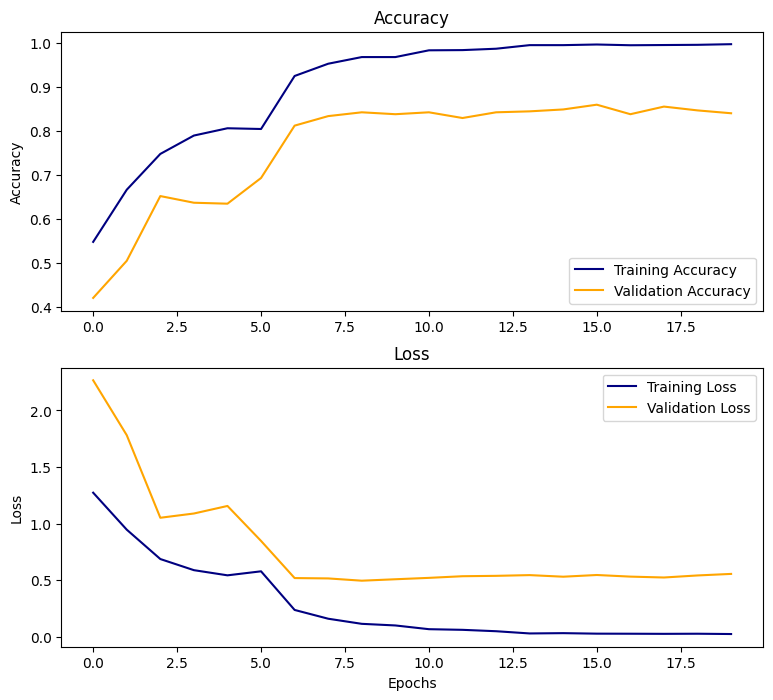 Accuracy
1.0
0.9
0.8
0.7
0.6
0.5
0.4
Accuracy
Training Accuracy
Validation Accuracy
0.0 2.5 5.0 7.5 10.0 12.5 15.0 17.5
Loss
2.0
1.5
1.0
0.5
0.0
Loss
Training Loss
Validation Loss
0.0 2.5 5.0 7.5 10.0 12.5 15.0 17.5
Epochs